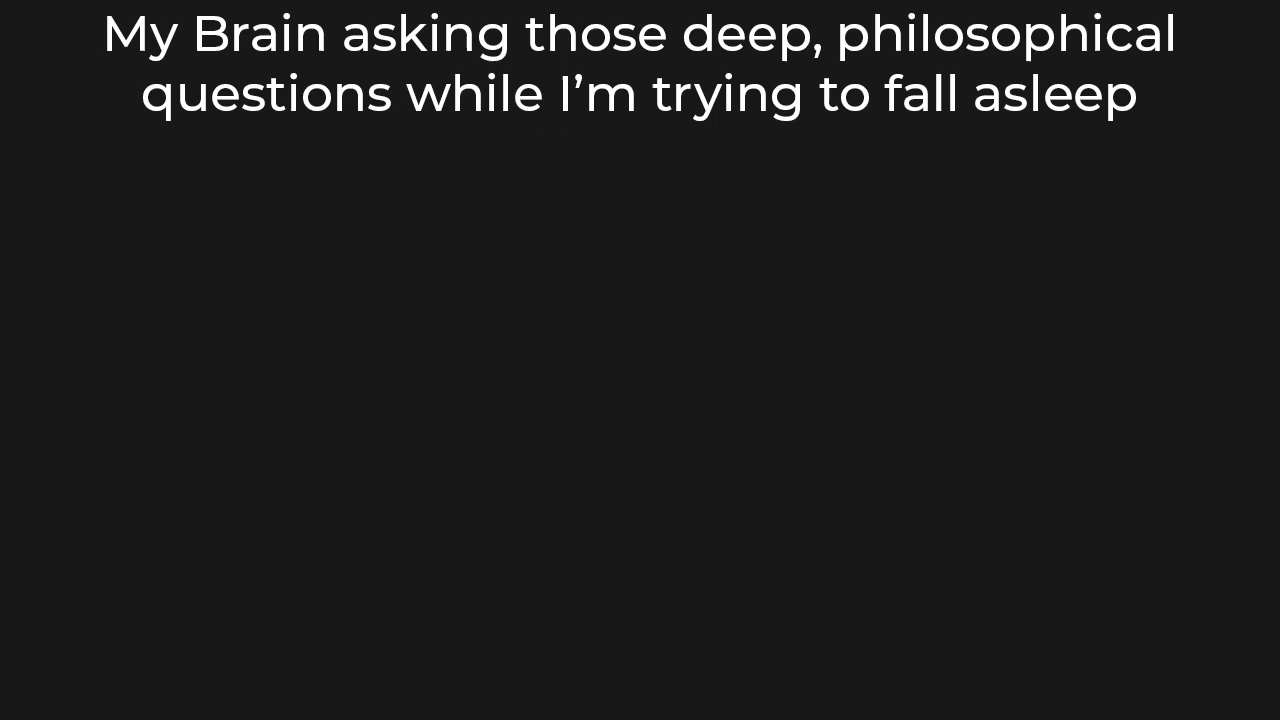 My Brain asking those deep, philosophical
questions while I’m trying to fall asleep